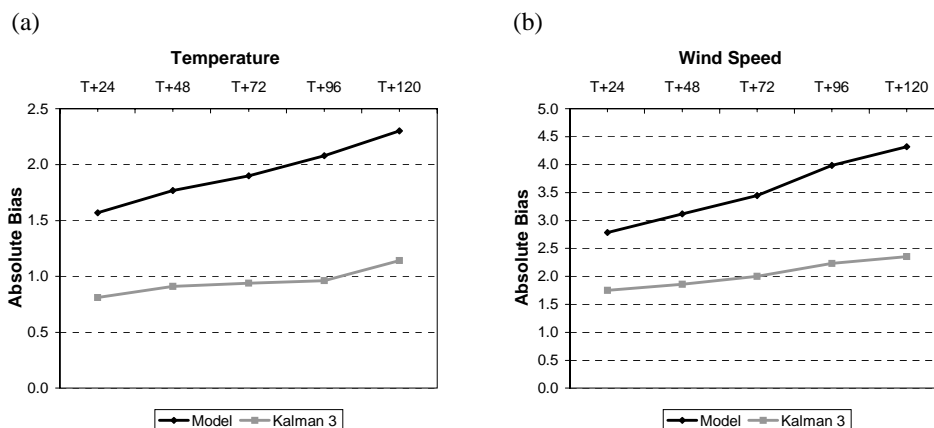 (a)
Temperature
T+24 T+48 T+72 T+96 T+120
2.5
2.0
1.5
1.0
0.5
0.0
Absolute Bias
Model Kalman 3
(b)
Wind Speed
T+24 T+48 T+72 T+96 T+120
5.0
4.5
4.0
3.5
3.0
2.5
2.0
1.5
1.0
0.5
0.0
Absolute Bias
Model Kalman 3